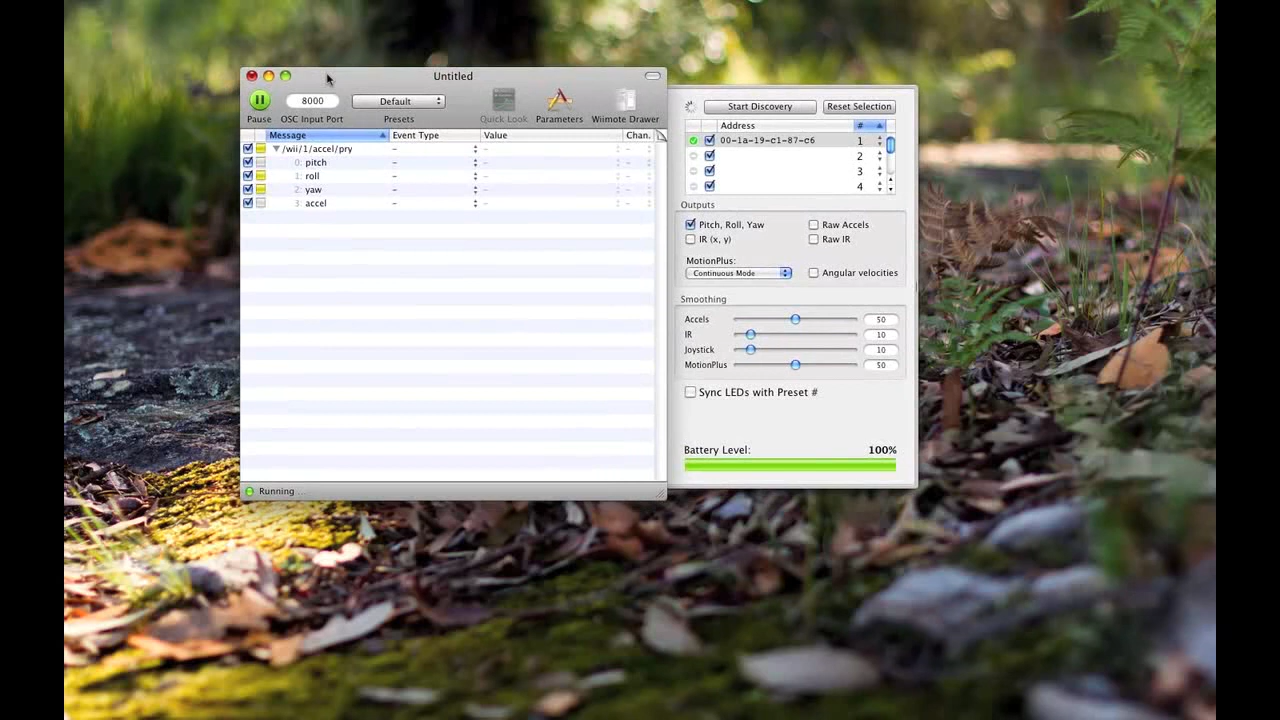 Untitled
8000
Default
Pause
OSC Input Port
Presets
Quick Look
Parameters
Wiimote Drawer
Message
Event Type
Value
Chan.
/wii/1/accel/pry
–
–
–
0: pitch
–
–
–
1: roll
–
–
–
2: yaw
–
–
–
3: accel
–
–
–
Running ...
Start Discovery
Reset Selection
Address
#
00-1a-19-c1-87-c6
1
2
3
4
Outputs
Pitch, Roll, Yaw
Raw Accels
IR (x, y)
Raw IR
MotionPlus:
Continuous Mode
Angular velocities
Smoothing
Accels
50
IR
10
Joystick
10
MotionPlus
50
Sync LEDs with Preset #
Battery Level:
100%